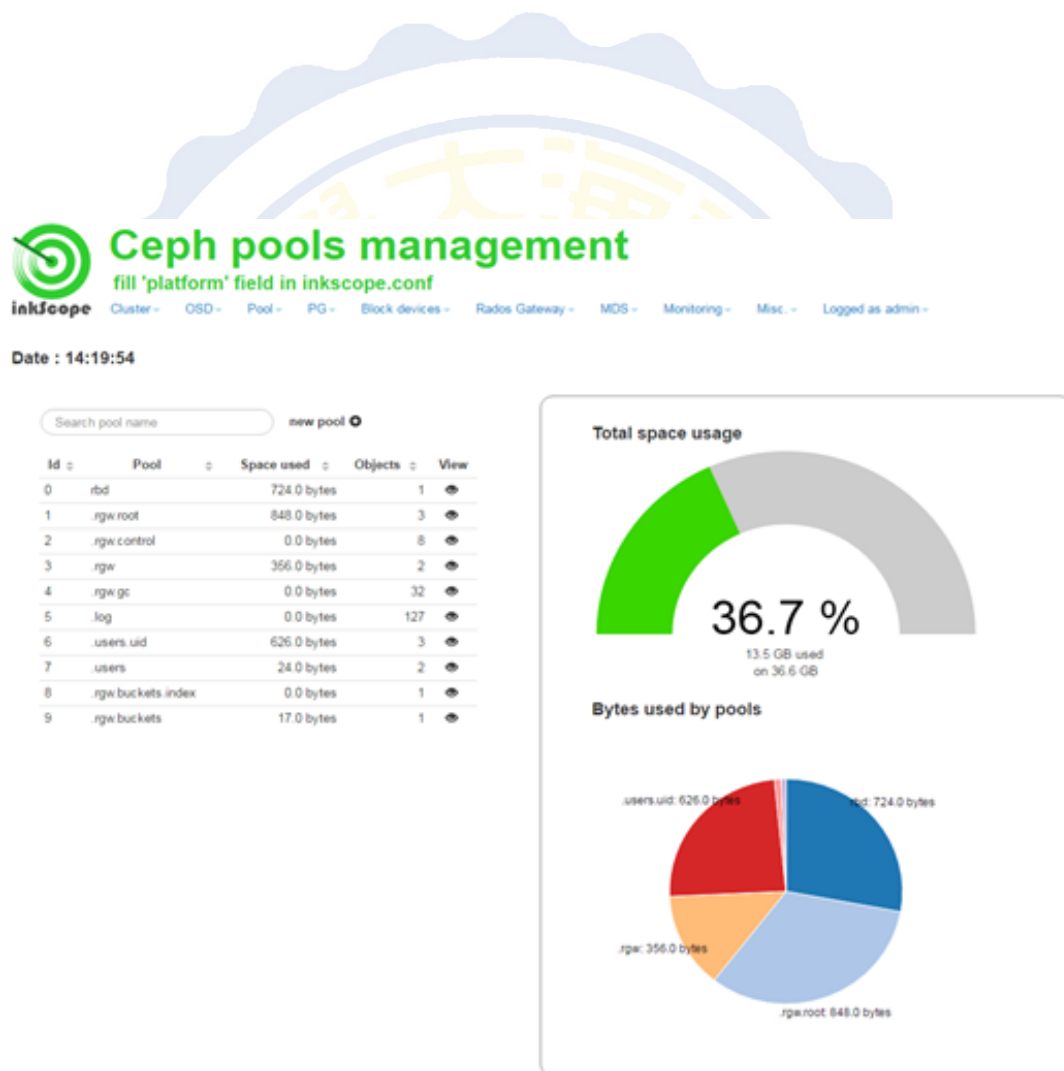 大 海
Ceph pools management
fill 'platform' field in inkscope.conf
inkScope
Cluster OSD Pool PG Block devices Rados Gateway MDS Monitoring Misc. Logged as admin
Date : 14:19:54
Search pool name new pool
Id Pool Space used Objects View
0 rbd 724.0 bytes 1
1 .rgw.root 848.0 bytes 3
2 .rgw.control 0.0 bytes 8
3 .rgw 356.0 bytes 2
4 .rgw.gc 0.0 bytes 32
5 .log 0.0 bytes 127
6 .users.uid 626.0 bytes 3
7 .users 24.0 bytes 2
8 .rgw.buckets.index 0.0 bytes 1
9 .rgw.buckets 17.0 bytes 1
Total space usage
36.7 %
13.5 GB used
on 36.6 GB
Bytes used by pools
.users.uid: 626.0 bytes
rbd: 724.0 bytes
.rgw: 356.0 bytes
.rgw.root: 848.0 bytes